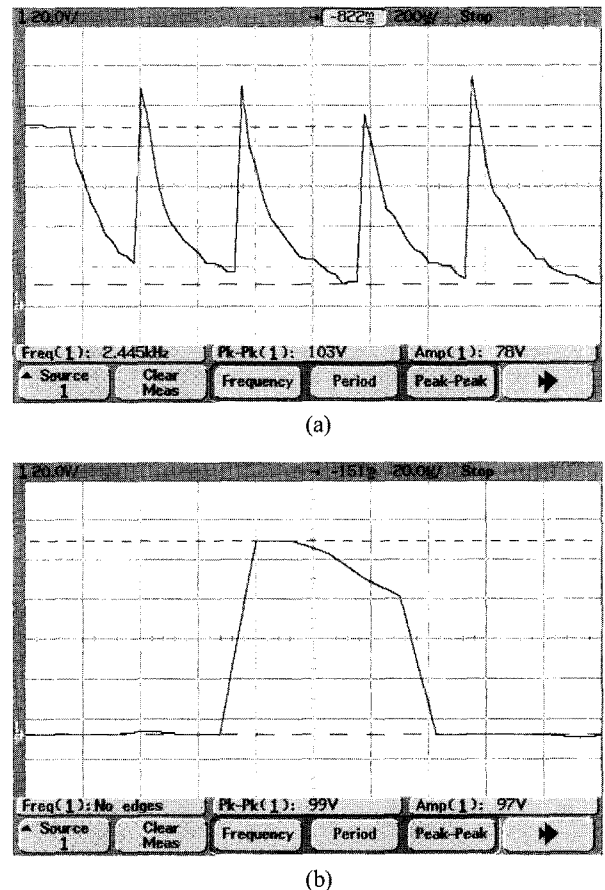 1 20.0V/ 200 Stop
Freq(1): 2.445kHz Pk-Pk(1): 103V Amp(1): 78V
Source 1 Clear Meas Frequency Period Peak-Peak
(a)
1 20.0V/ 20.0 Stop
Freq(1):No edges Pk-Pk(1): 99V Amp(1): 97V
Source 1 Clear Meas Frequency Period Peak-Peak
(b)